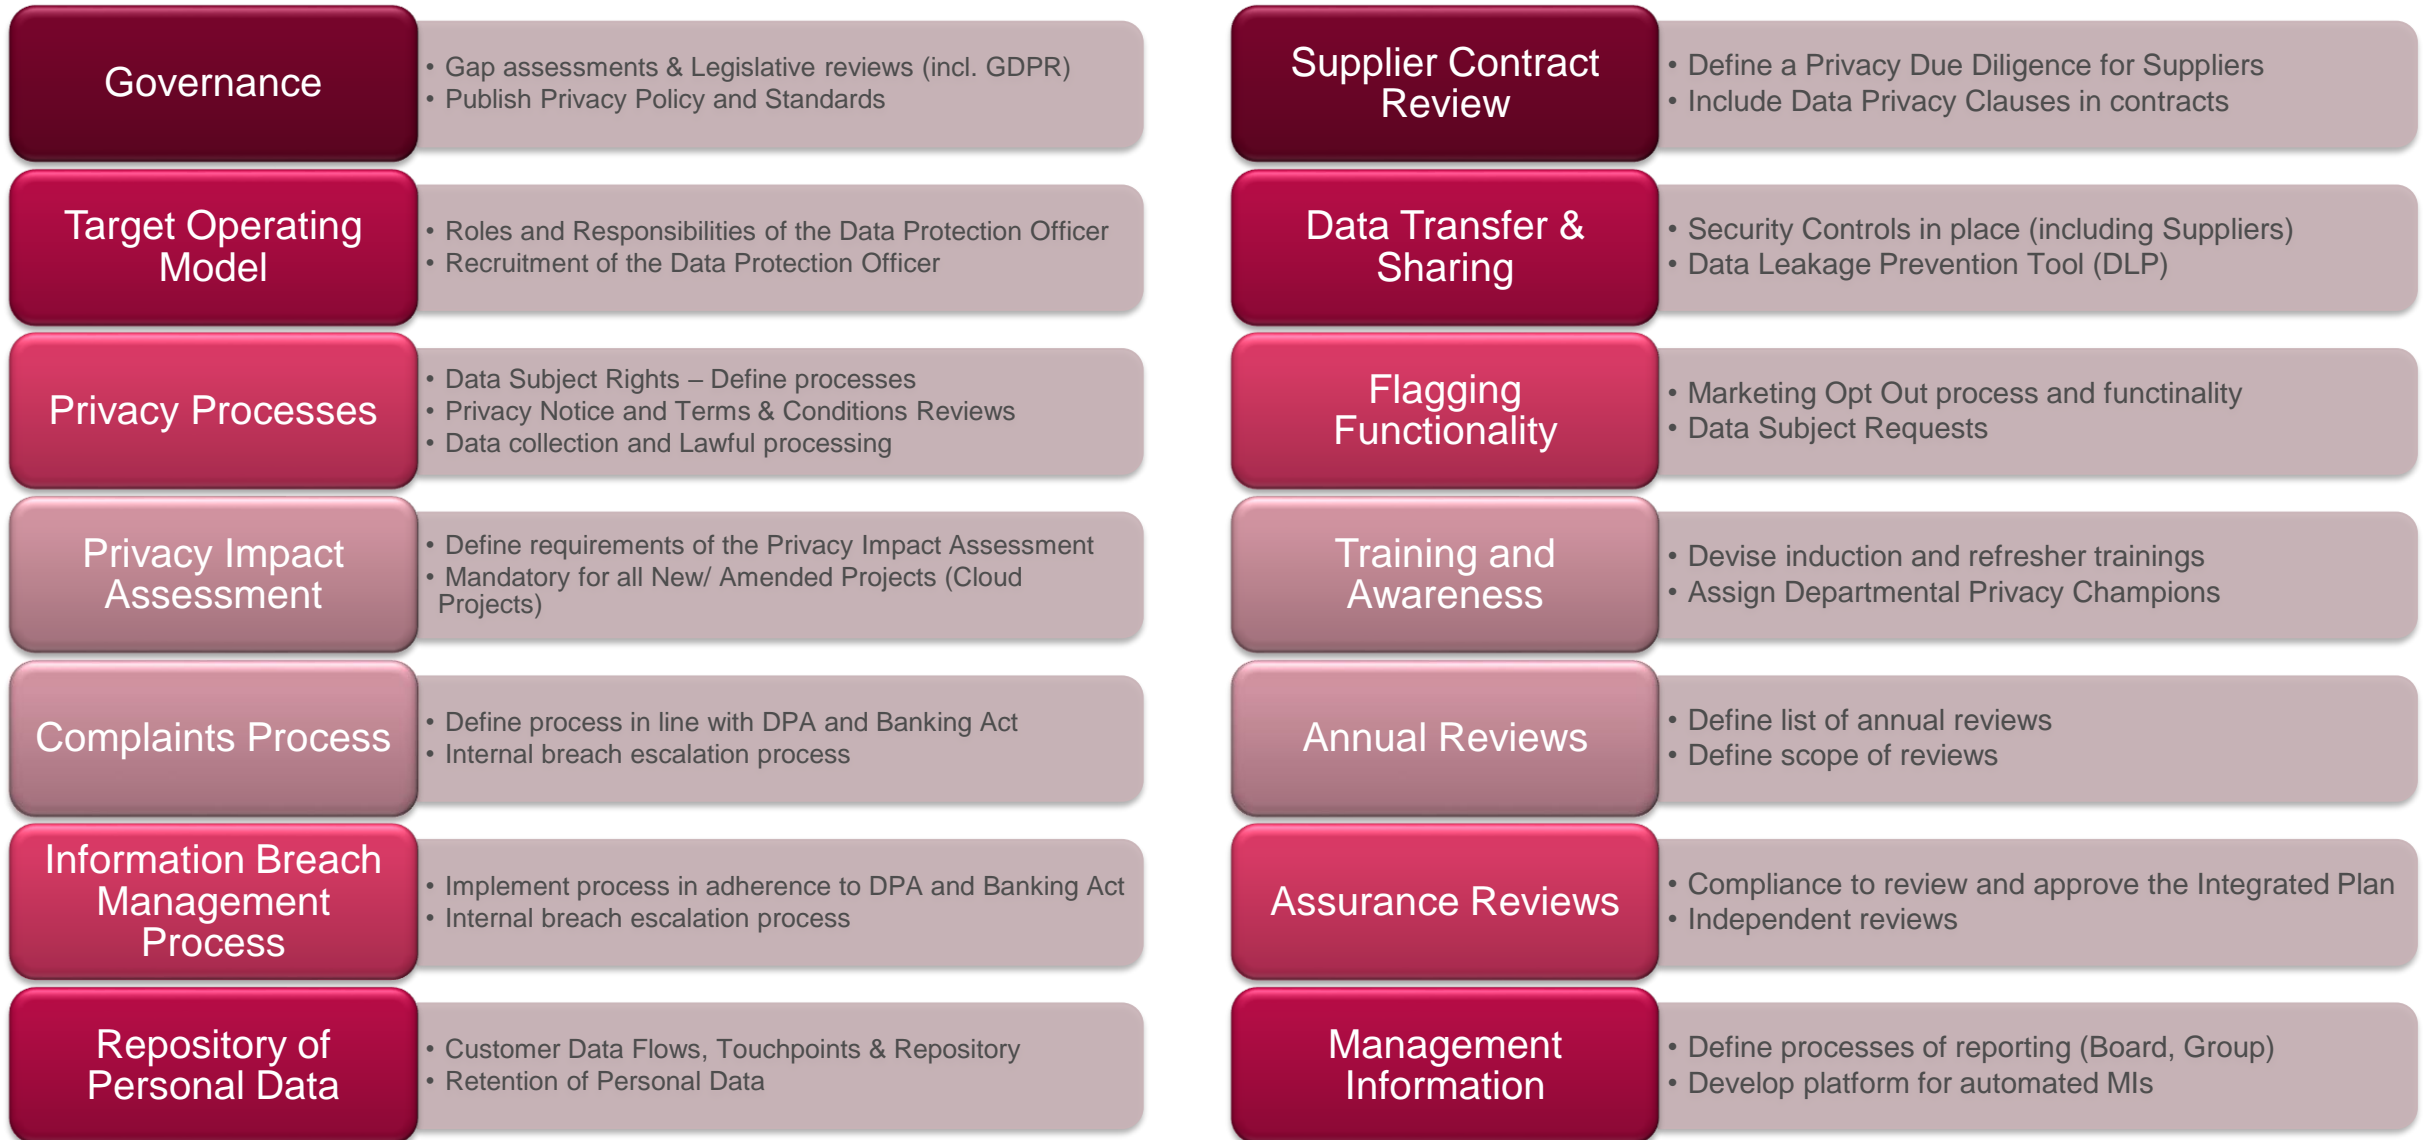 Governance
• Gap assessments & Legislative reviews (incl. GDPR)
• Publish Privacy Policy and Standards
Target Operating
Model
• Roles and Responsibilities of the Data Protection Officer
• Recruitment of the Data Protection Officer
Privacy Processes
• Data Subject Rights – Define processes
• Privacy Notice and Terms & Conditions Reviews
• Data collection and Lawful processing
Privacy Impact
Assessment
• Define requirements of the Privacy Impact Assessment
• Mandatory for all New/ Amended Projects (Cloud
Projects)
Complaints Process
• Define process in line with DPA and Banking Act
• Internal breach escalation process
Information Breach
Management
Process
• Implement process in adherence to DPA and Banking Act
• Internal breach escalation process
Repository of
Personal Data
• Customer Data Flows, Touchpoints & Repository
• Retention of Personal Data
Supplier Contract
Review
• Define a Privacy Due Diligence for Suppliers
• Include Data Privacy Clauses in contracts
Data Transfer &
Sharing
• Security Controls in place (including Suppliers)
• Data Leakage Prevention Tool (DLP)
Flagging
Functionality
• Marketing Opt Out process and functinality
• Data Subject Requests
Training and
Awareness
• Devise induction and refresher trainings
• Assign Departmental Privacy Champions
Annual Reviews
• Define list of annual reviews
• Define scope of reviews
Assurance Reviews
• Compliance to review and approve the Integrated Plan
• Independent reviews
Management
Information
• Define processes of reporting (Board, Group)
• Develop platform for automated MIs